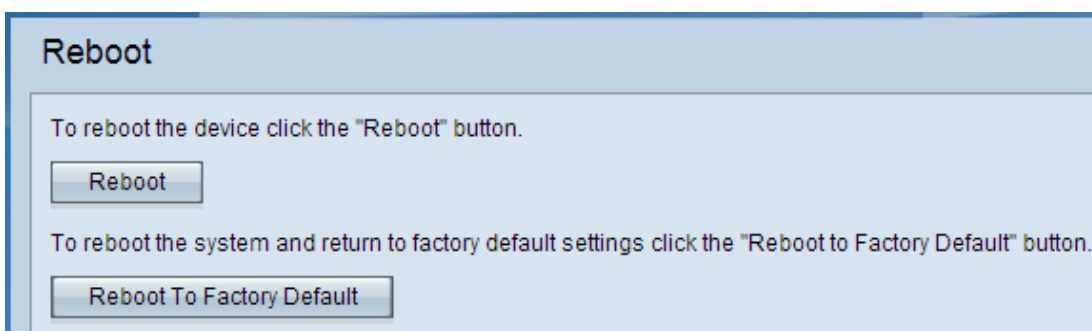 Reboot
To reboot the device click the "Reboot" button.
Reboot
To reboot the system and return to factory default settings click the "Reboot to Factory Default" button.
Reboot To Factory Default